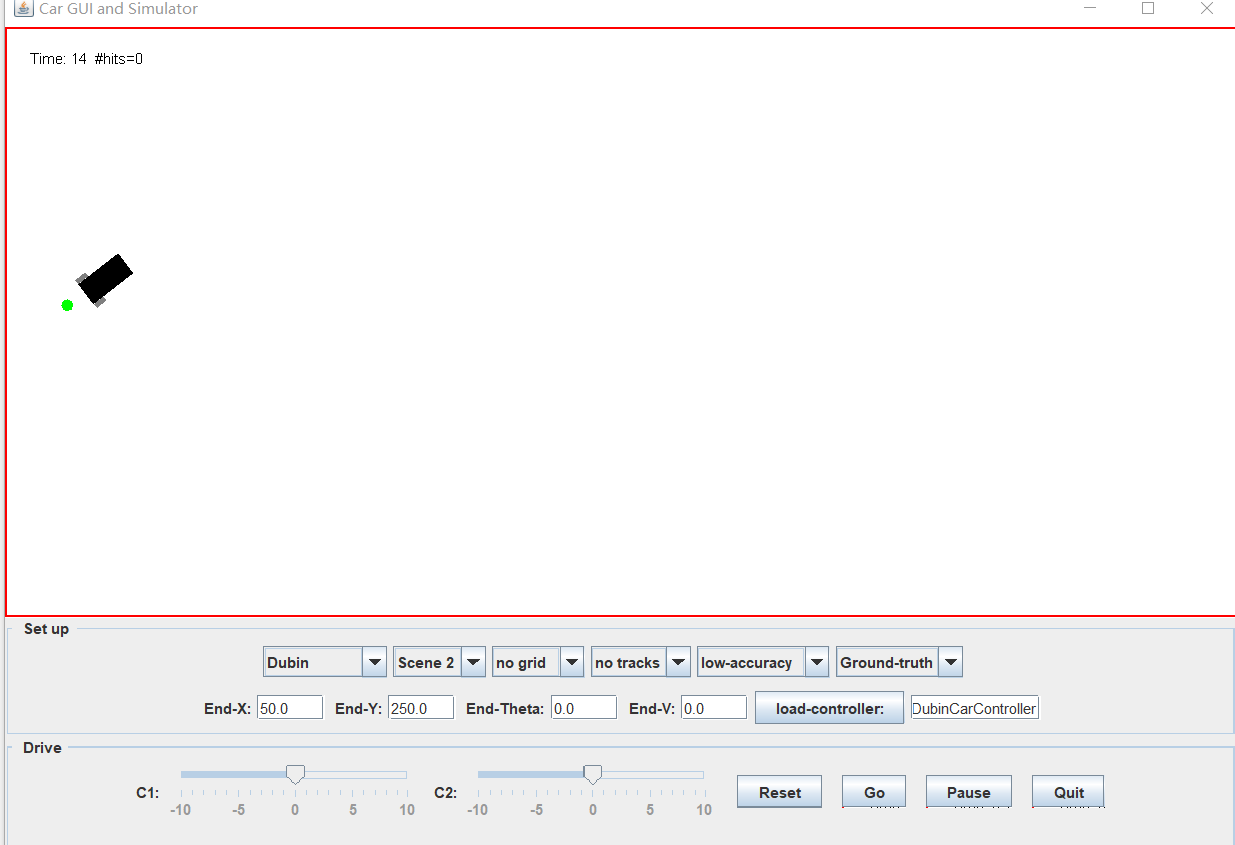 Car GUI and Simulator
Time: 14 #hits=0
Set up
Dubin Scene 2 no grid no tracks low-accuracy Ground-truth
End-X: 50.0 End-Y: 250.0 End-Theta: 0.0 End-V: 0.0 load-controller: DubinCarController
Drive
C1: C2: Reset Go Pause Quit
-10 -5 0 5 10 -10 -5 0 5 10